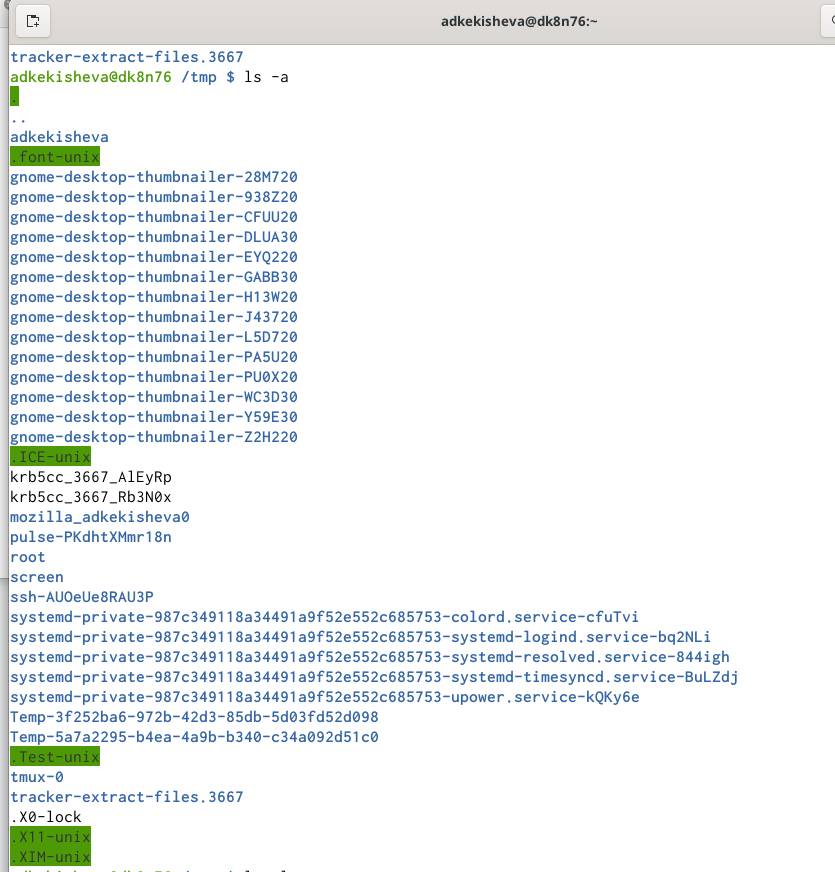 adkekisheva@dk8n76:~
tracker-extract-files.3667
adkekisheva@dk8n76 /tmp $ ls -a
.
..
adkekisheva
.font-unix
gnome-desktop-thumbnailer-28M720
gnome-desktop-thumbnailer-938Z20
gnome-desktop-thumbnailer-CFUU20
gnome-desktop-thumbnailer-DLUA30
gnome-desktop-thumbnailer-EYQ220
gnome-desktop-thumbnailer-GABB30
gnome-desktop-thumbnailer-H13W20
gnome-desktop-thumbnailer-J43720
gnome-desktop-thumbnailer-L5D720
gnome-desktop-thumbnailer-PA5U20
gnome-desktop-thumbnailer-PU0X20
gnome-desktop-thumbnailer-WC3D30
gnome-desktop-thumbnailer-Y59E30
gnome-desktop-thumbnailer-Z2H220
.ICE-unix
krb5cc_3667_AlEyRp
krb5cc_3667_Rb3N0x
mozilla_adkekisheva0
pulse-PKdhtXMmr18n
root
screen
ssh-AUOeUe8RAU3P
systemd-private-987c349118a34491a9f52e552c685753-colord.service-cfuTvi
systemd-private-987c349118a34491a9f52e552c685753-systemd-logind.service-bq2NLi
systemd-private-987c349118a34491a9f52e552c685753-systemd-resolved.service-844igh
systemd-private-987c349118a34491a9f52e552c685753-systemd-timesyncd.service-BuLZdj
systemd-private-987c349118a34491a9f52e552c685753-upower.service-kQKy6e
Temp-3f252ba6-972b-42d3-85db-5d03fd52d098
Temp-5a7a2295-b4ea-4a9b-b340-c34a092d51c0
.Test-unix
tmux-0
tracker-extract-files.3667
.X0-lock
.X11-unix
.XIM-unix